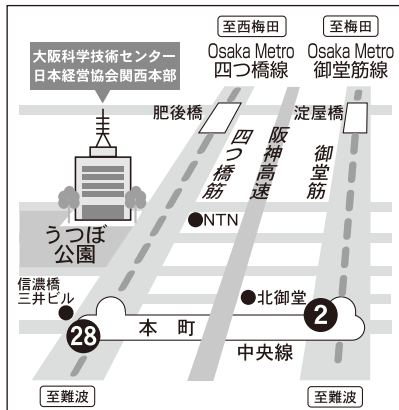 至西梅田
至梅田
大阪科学技術センター
日本経営協会関西本部
Osaka Metro
四つ橋線
Osaka Metro
御堂筋線
肥後橋
淀屋橋
四つ橋筋
阪神高速
御堂筋
NTN
うつぼ
公園
信濃橋
三井ビル
北御堂
28
本町
2
中央線
至難波
至難波